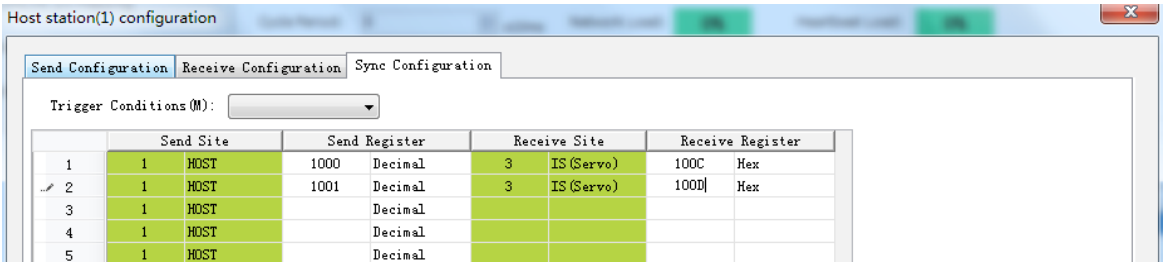 Host station(1) configuration
Send Configuration Receive Configuration Sync Configuration
Trigger Conditions(M):
Send Site Send Register Receive Site Receive Register
1 1 HOST 1000 Decimal 3 IS(Servo) 100C Hex
2 1 HOST 1001 Decimal 3 IS(Servo) 100D Hex
3 1 HOST Decimal
4 1 HOST Decimal
5 1 HOST Decimal